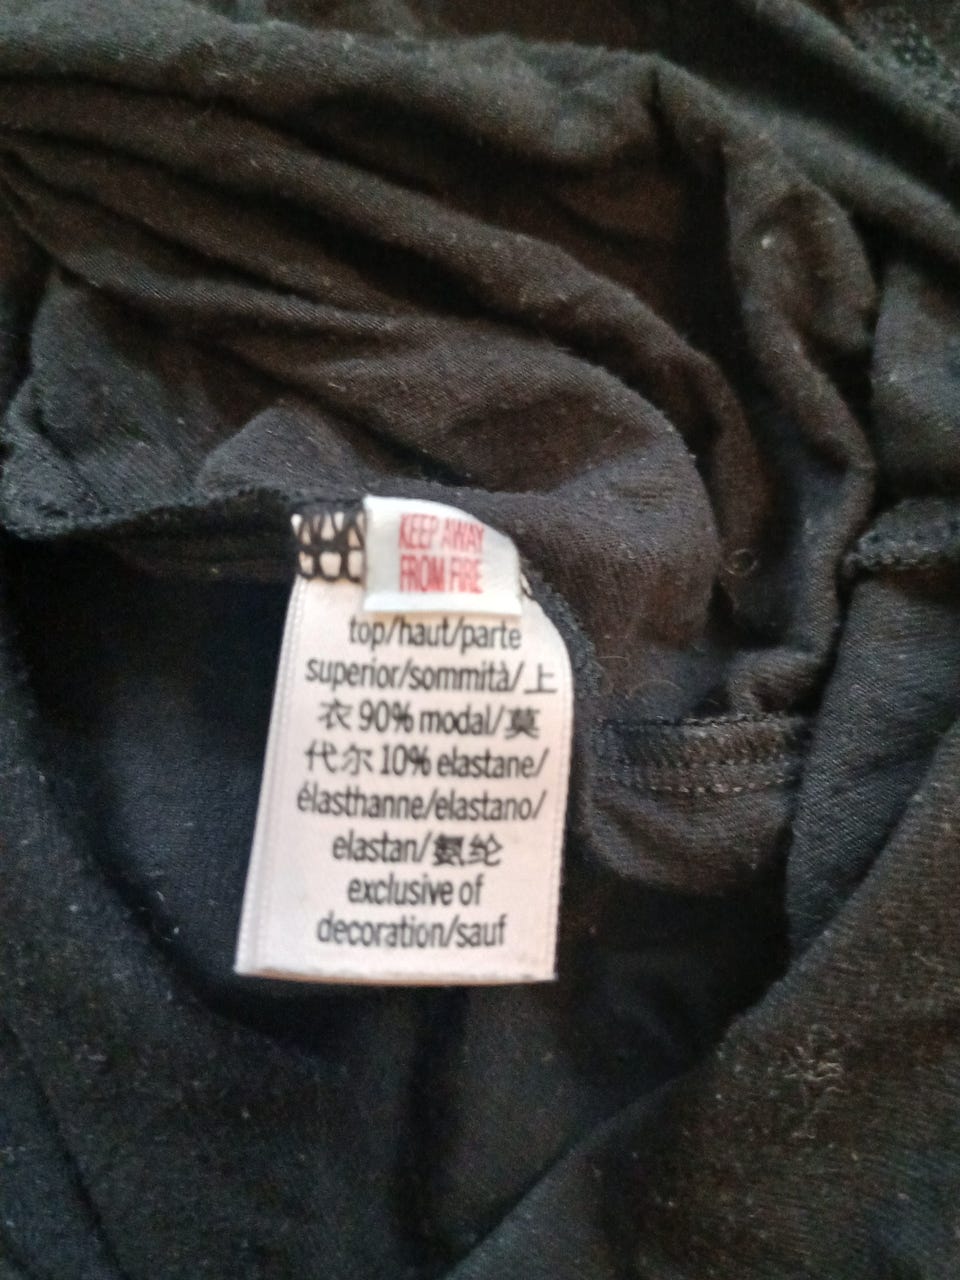 KEEP AWAY
FROM FIRE
top/haut/parte
superior/sommità/上
衣 90% modal/莫
代尔 10% elastane/
élasthanne/elastano/
elastan/氨纶
exclusive of
decoration/sauf